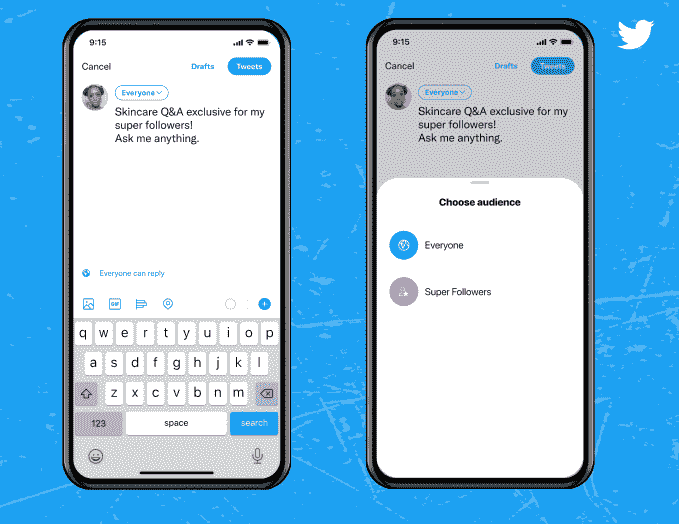 9:15
Cancel
Drafts
Tweets
Everyone
Skincare Q&A exclusive for my
super followers!
Ask me anything.
Everyone can reply
GIF
q w e r t y u i o p
a s d f g h j k l
z x c v b n m
123
space
search
9:15
Cancel
Drafts
Everyone
Skincare Q&A exclusive for my
super followers!
Ask me anything.
Choose audience
Everyone
Super Followers